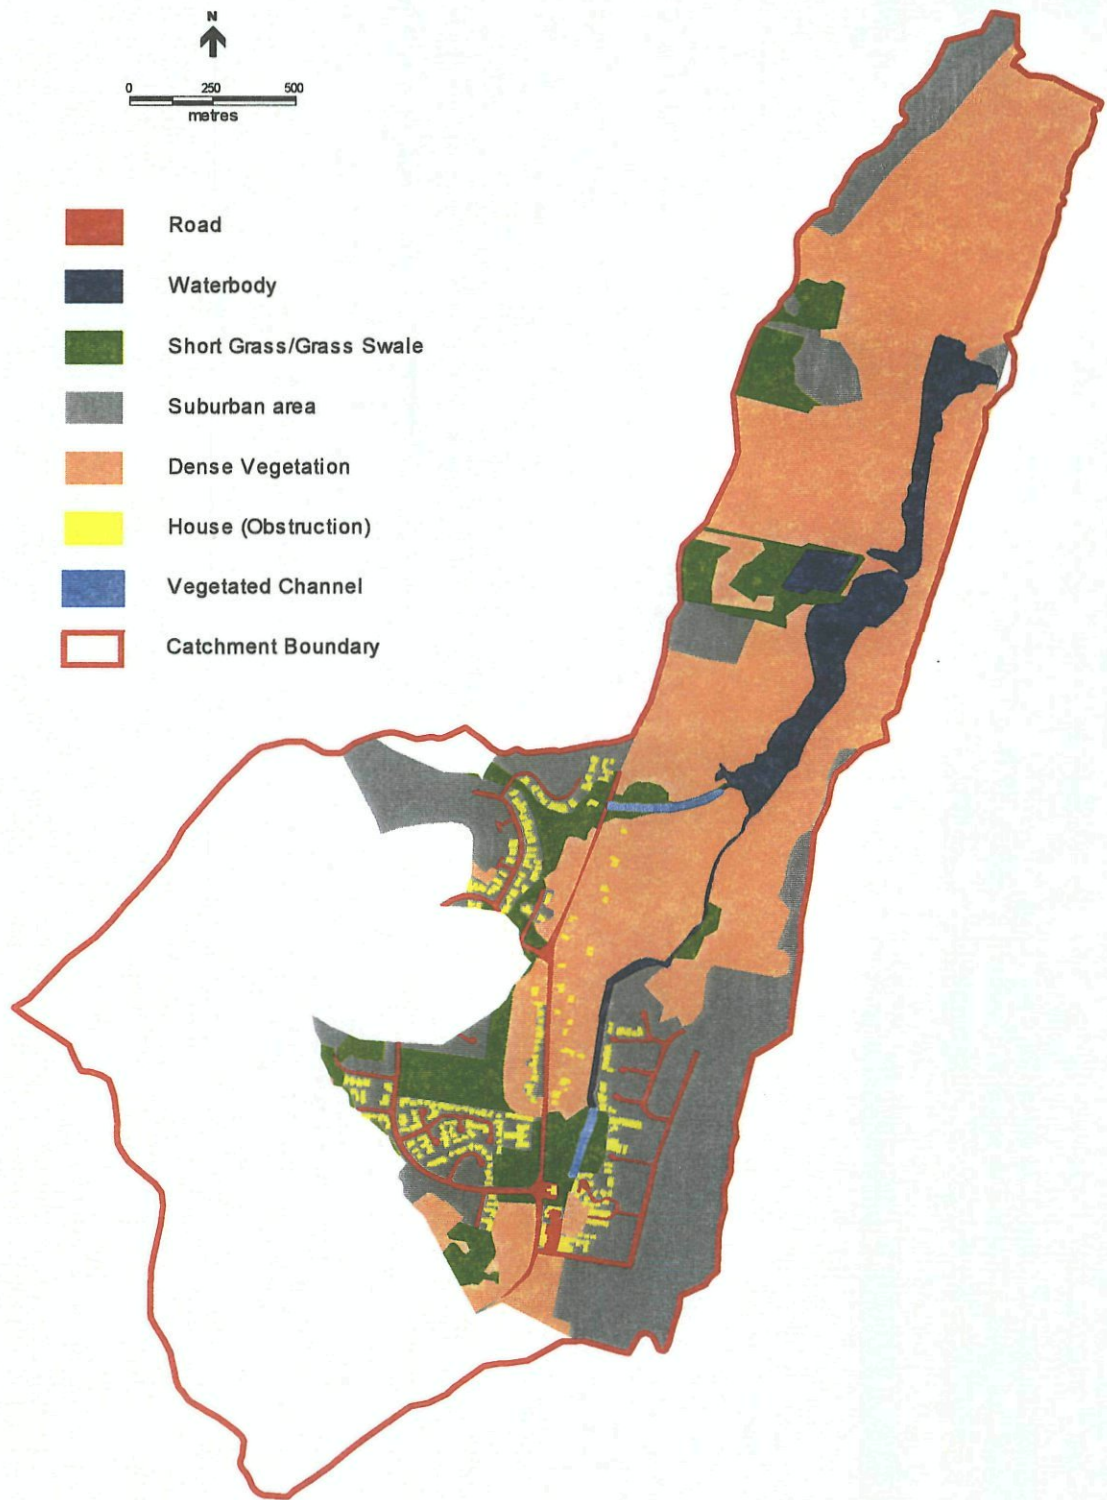 N
0 250 500
metres
Road
Waterbody
Short Grass/Grass Swale
Suburban area
Dense Vegetation
House (Obstruction)
Vegetated Channel
Catchment Boundary